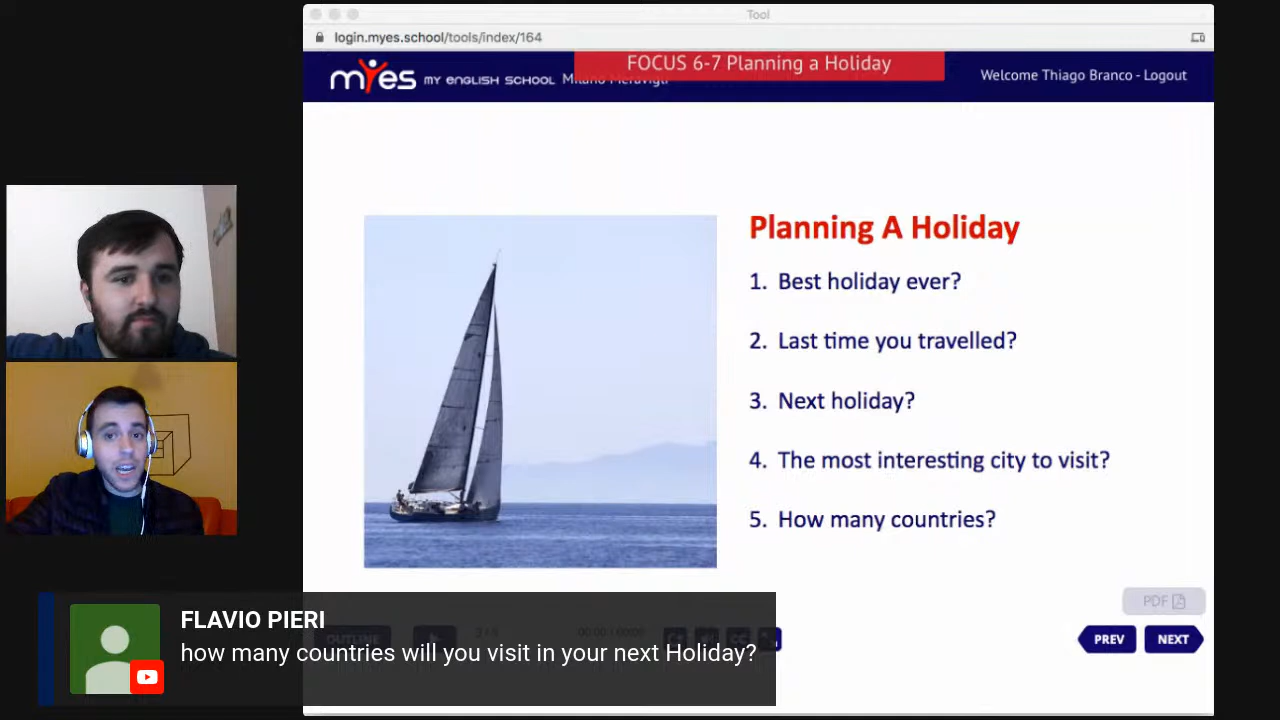 Tool
login.myes.school/tools/index/164
FOCUS 6-7 Planning a Holiday
myes MY ENGLISH SCHOOL Milano Meravigli
Welcome Thiago Branco - Logout
Planning A Holiday
1. Best holiday ever?
2. Last time you travelled?
3. Next holiday?
4. The most interesting city to visit?
5. How many countries?
PDF
PREV NEXT
OUTLINE
FLAVIO PIERI
how many countries will you visit in your next Holiday?